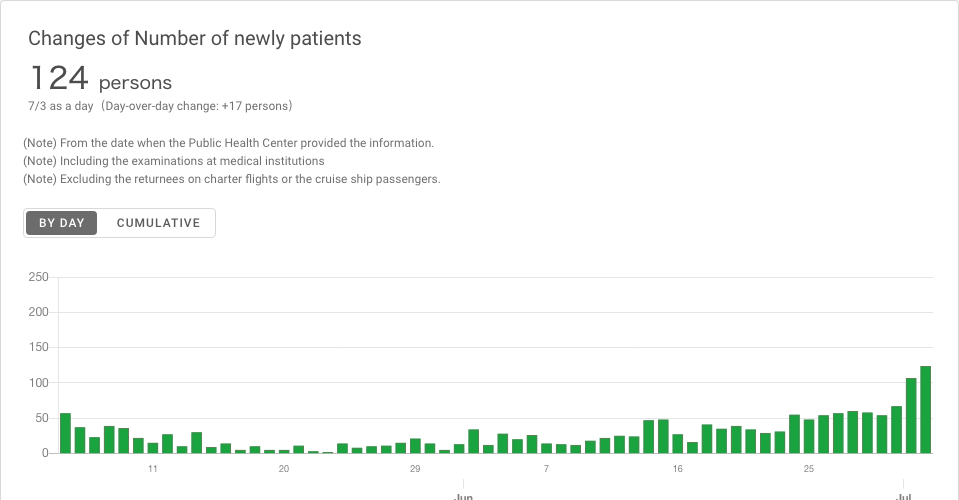 Changes of Number of newly patients
124 persons
7/3 as a day（Day-over-day change: +17 persons）
(Note) From the date when the Public Health Center provided the information.
(Note) Including the examinations at medical institutions
(Note) Excluding the returnees on charter flights or the cruise ship passengers.
BY DAY CUMULATIVE
250
200
150
100
50
0
11 20 29 7 16 25
Jun Jul